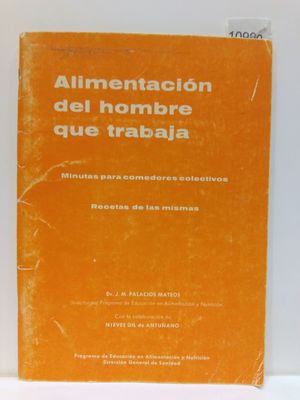 Alimentación
del hombre
que trabaja
Minutas para comedores colectivos
Recetas de las mismas
Dr. J. M. PALACIOS MATEOS
Director del Programa de Educación en Alimentación y Nutrición
Con la colaboración de
NIEVES GIL de ANTUÑANO
Programa de Educación en Alimentación y Nutrición
Dirección General de Sanidad